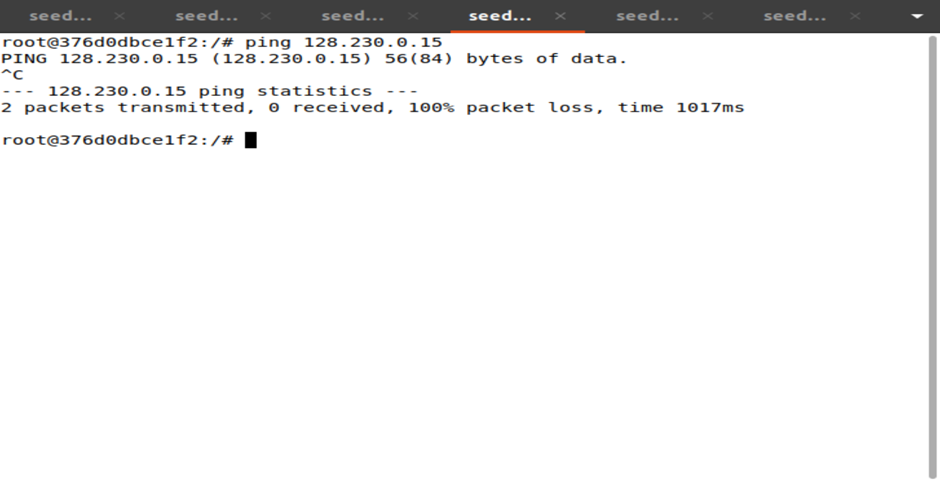 seed... × seed... × seed... × seed... × seed... × seed... ×
root@376d0dbce1f2:/# ping 128.230.0.15
PING 128.230.0.15 (128.230.0.15) 56(84) bytes of data.
^C
--- 128.230.0.15 ping statistics ---
2 packets transmitted, 0 received, 100% packet loss, time 1017ms
root@376d0dbce1f2:/#